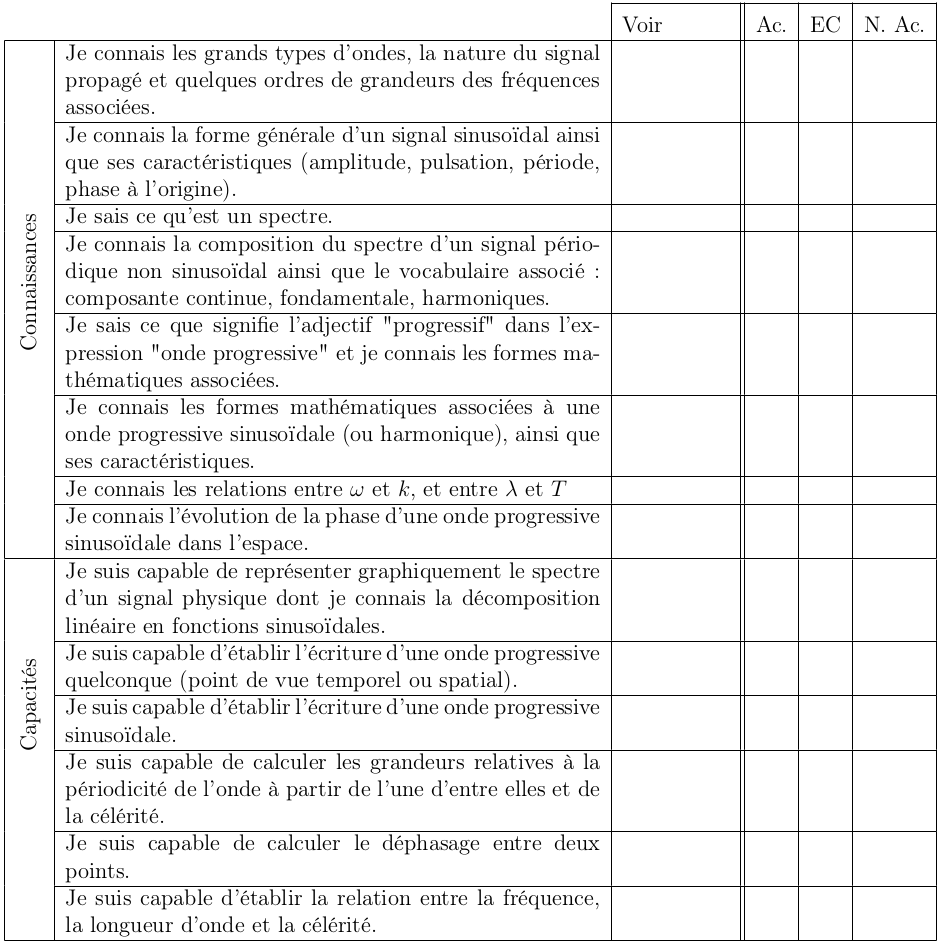 Voir Ac. EC N. Ac.
Connaissances
Je connais les grands types d'ondes, la nature du signal
propagé et quelques ordres de grandeurs des fréquences
associées.
Je connais la forme générale d'un signal sinusoïdal ainsi
que ses caractéristiques (amplitude, pulsation, période,
phase à l'origine).
Je sais ce qu'est un spectre.
Je connais la composition du spectre d'un signal pério-
dique non sinusoïdal ainsi que le vocabulaire associé :
composante continue, fondamentale, harmoniques.
Je sais ce que signifie l'adjectif "progressif" dans l'ex-
pression "onde progressive" et je connais les formes ma-
thématiques associées.
Je connais les formes mathématiques associées à une
onde progressive sinusoïdale (ou harmonique), ainsi que
ses caractéristiques.
Je connais les relations entre ω et k, et entre λ et T
Je connais l'évolution de la phase d'une onde progressive
sinusoïdale dans l'espace.
Capacités
Je suis capable de représenter graphiquement le spectre
d'un signal physique dont je connais la décomposition
linéaire en fonctions sinusoïdales.
Je suis capable d'établir l'écriture d'une onde progressive
quelconque (point de vue temporel ou spatial).
Je suis capable d'établir l'écriture d'une onde progressive
sinusoïdale.
Je suis capable de calculer les grandeurs relatives à la
périodicité de l'onde à partir de l'une d'entre elles et de
la célérité.
Je suis capable de calculer le déphasage entre deux
points.
Je suis capable d'établir la relation entre la fréquence,
la longueur d'onde et la célérité.